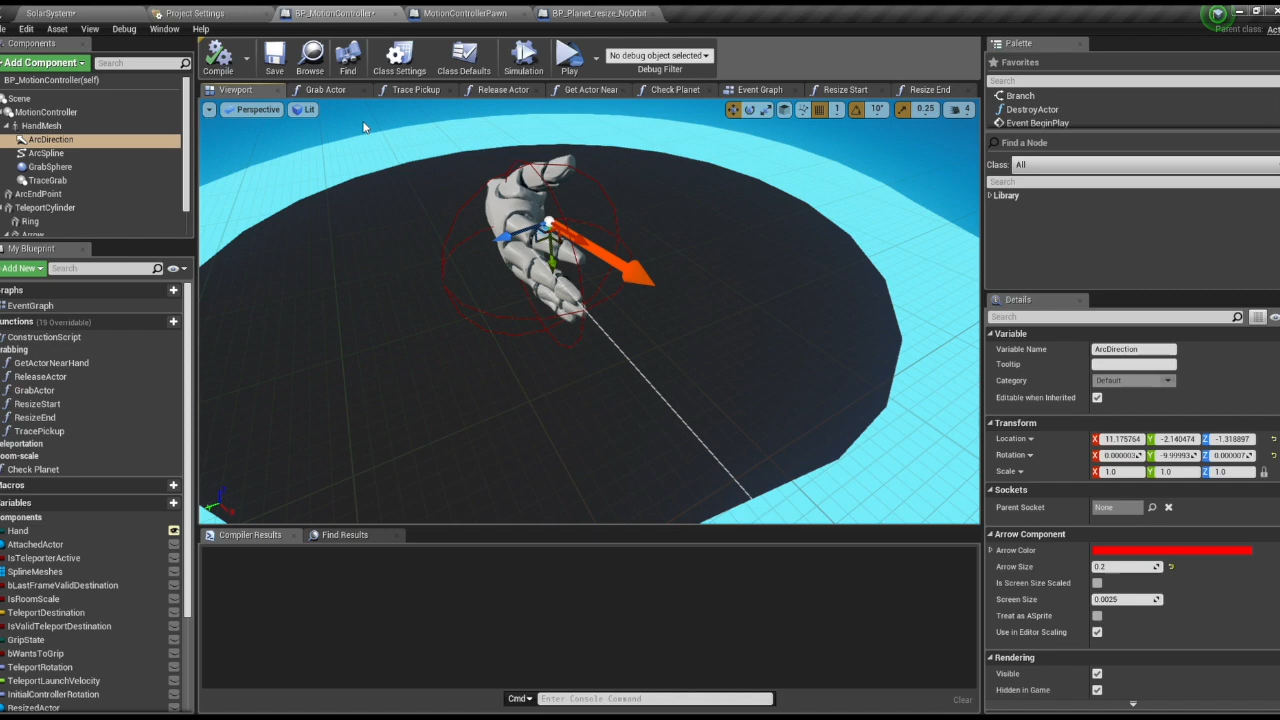 SolarSystem•
Project Settings
BP_MotionController•
MotionControllerPawn
BP_Planet_resize_NoOrbit
Edit Asset View Debug Window Help
Parent class:
Components
Add Component
Search
BP_MotionController(self)
Scene
MotionController
HandMesh
ArcDirection
ArcSpline
GrabSphere
TraceGrab
ArcEndPoint
TeleportCylinder
Ring
Arrow
My Blueprint
Add New
Search
Graphs
EventGraph
Functions (19 Overridable)
ConstructionScript
Grabbing
GetActorNearHand
ReleaseActor
GrabActor
ResizeStart
ResizeEnd
TracePickup
Teleportation
Room-scale
Check Planet
Macros
Variables
Components
Hand
AttachedActor
IsTeleporterActive
SplineMeshes
bLastFrameValidDestination
IsRoomScale
TeleportDestination
IsValidTeleportDestination
GripState
bWantsToGrip
TeleportRotation
TeleportLaunchVelocity
InitialControllerRotation
ResizedActor
Compile
Save
Browse
Find
Class Settings
Class Defaults
Simulation
Play
No debug object selected
Debug Filter
Viewport
Grab Actor
Trace Pickup
Release Actor
Get Actor Near
Check Planet
Event Graph
Resize Start
Resize End
Perspective
Lit
1
10°
0.25
4
Compiler Results
Find Results
Cmd
Enter Console Command
Clear
Palette
Favorites
Search
Branch
DestroyActor
Event BeginPlay
Find a Node
Class: All
Search
Library
Details
Search
Variable
Variable Name ArcDirection
Tooltip
Category Default
Editable when Inherited
Transform
Location X 11.175764 Y -2.140474 Z -1.318897
Rotation X 0.000003 Y -9.99993 Z 0.000007
Scale X 1.0 Y 1.0 Z 1.0
Sockets
Parent Socket None
Arrow Component
Arrow Color
Arrow Size 0.2
Is Screen Size Scaled
Screen Size 0.0025
Treat as ASprite
Use in Editor Scaling
Rendering
Visible
Hidden in Game